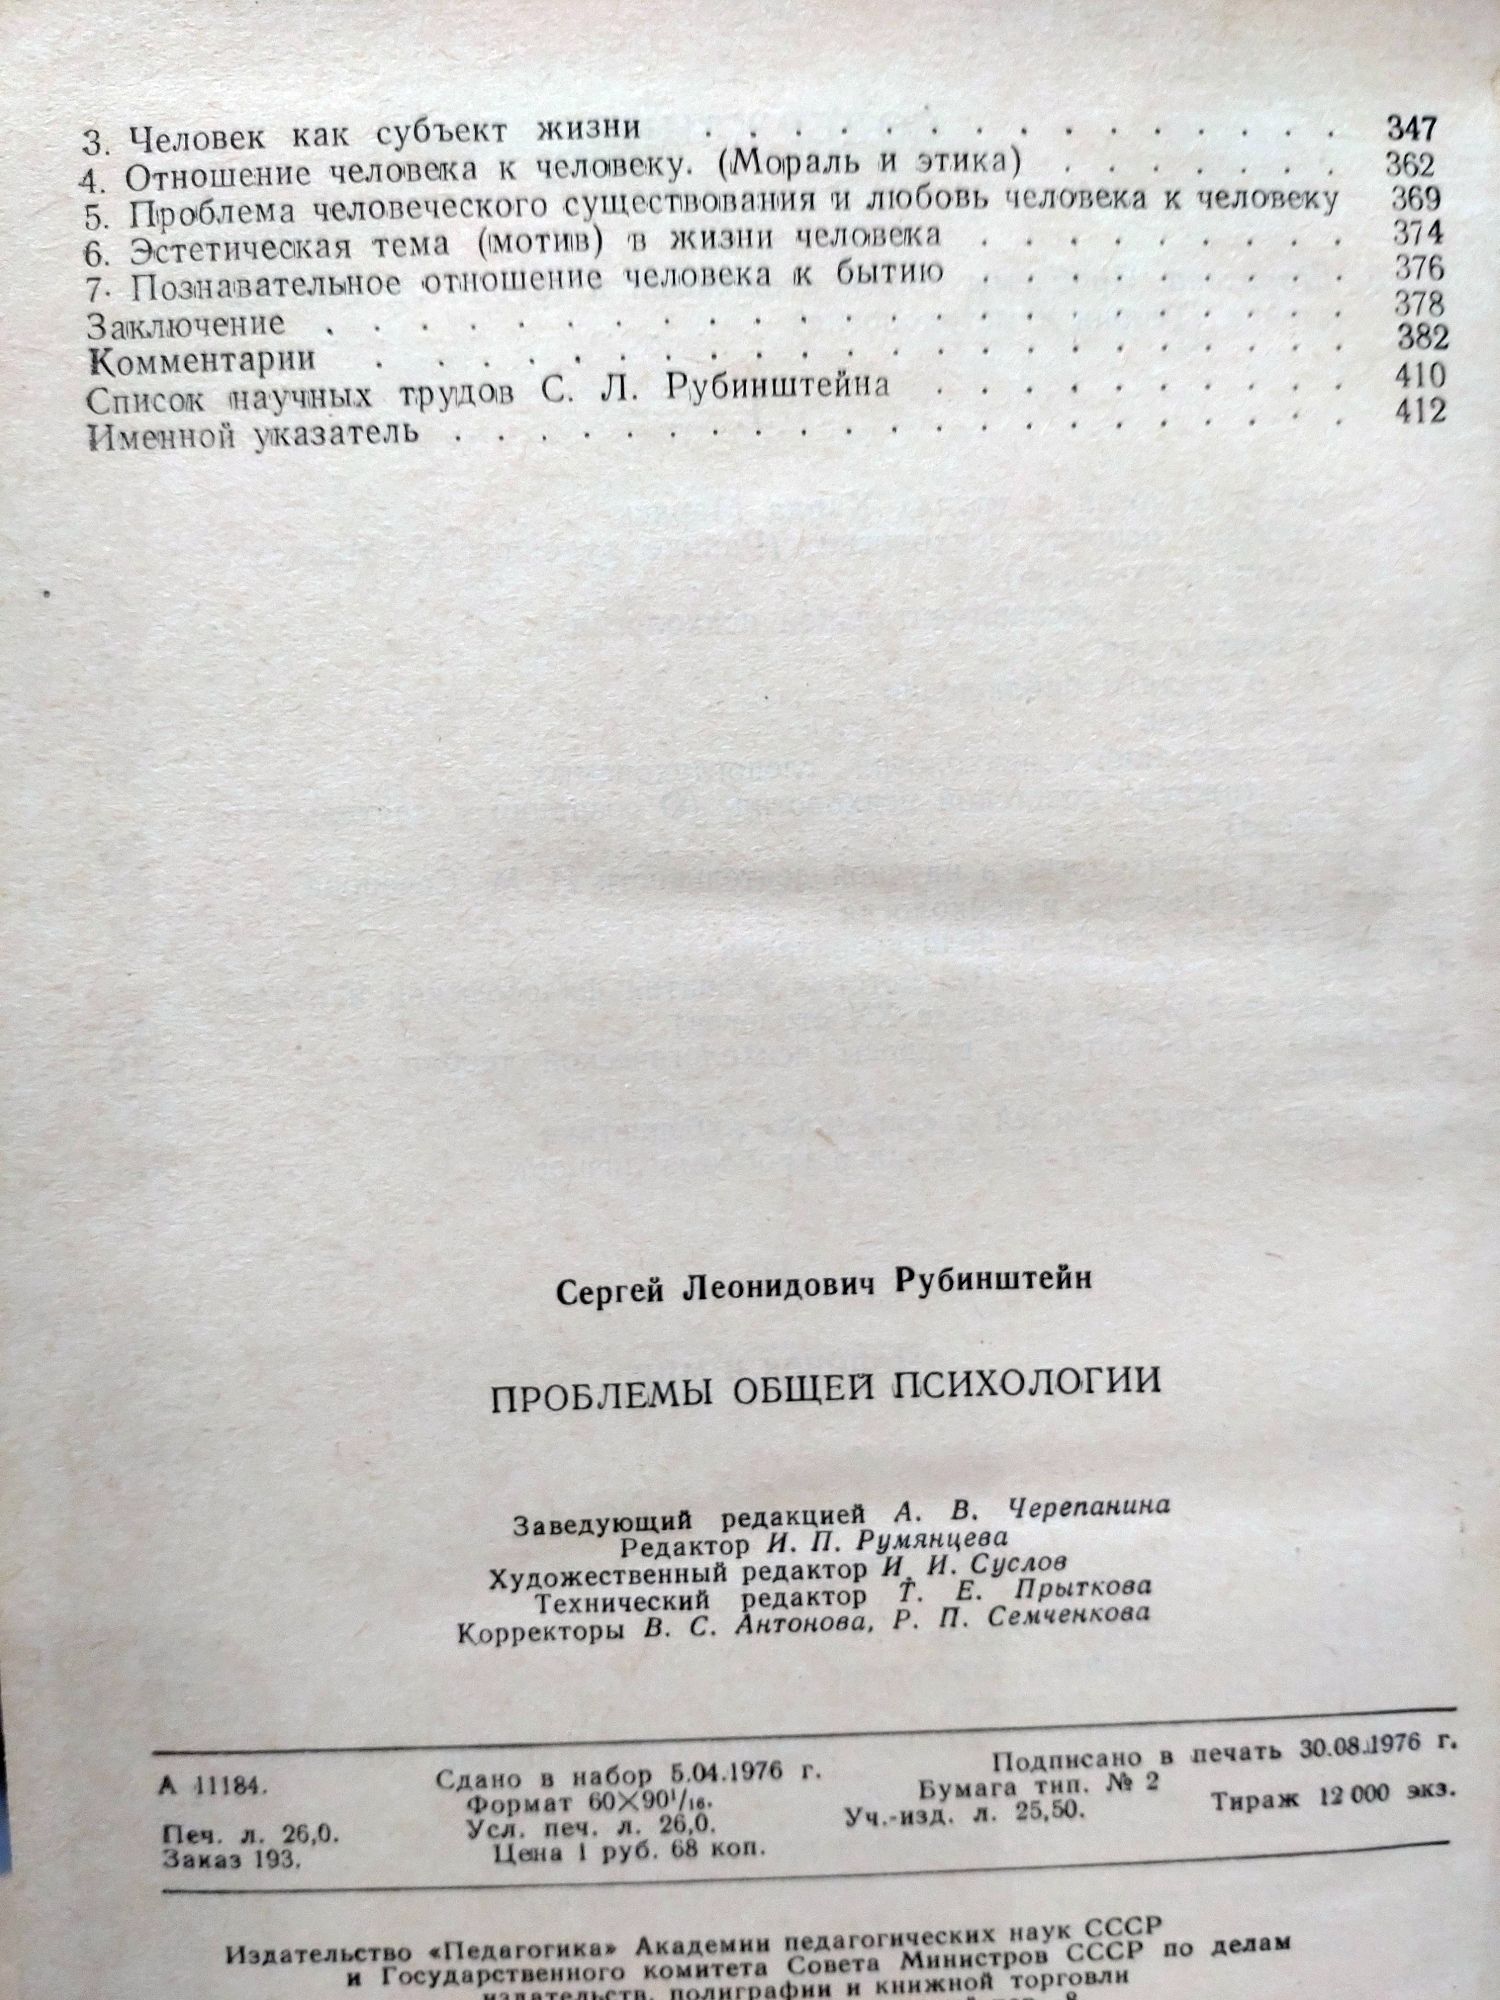 3. Человек как субъект жизни . . . . . . . . . . . . . . . 347
4. Отношение человека к человеку. (Мораль и этика) . . . . . . . 362
5. Проблема человеческого существования и любовь человека к человеку 369
6. Эстетическая тема (мотив) в жизни человека . . . . . . . . . 374
7. Познавательное отношение человека к бытию . . . . . . . . . 376
Заключение . . . . . . . . . . . . . . . . . . . . . . 378
Комментарии . . . . . . . . . . . . . . . . . . . . . 382
Список научных трудов С. Л. Рубинштейна . . . . . . . . . . 410
Именной указатель . . . . . . . . . . . . . . . . . . . 412
Сергей Леонидович Рубинштейн
ПРОБЛЕМЫ ОБЩЕЙ ПСИХОЛОГИИ
Заведующий редакцией А. В. Черепанина
Редактор И. П. Румянцева
Художественный редактор И. И. Суслов
Технический редактор Т. Е. Прыткова
Корректоры В. С. Антонова, Р. П. Семченкова
А 11184. Сдано в набор 5.04.1976 г. Подписано в печать 30.08.1976 г.
Формат 60×90¹/₁₆. Бумага тип. № 2
Печ. л. 26,0. Усл. печ. л. 26,0. Уч.-изд. л. 25,50. Тираж 12 000 экз.
Заказ 193. Цена 1 руб. 68 коп.
Издательство «Педагогика» Академии педагогических наук СССР
и Государственного комитета Совета Министров СССР по делам
издательств, полиграфии и книжной торговли